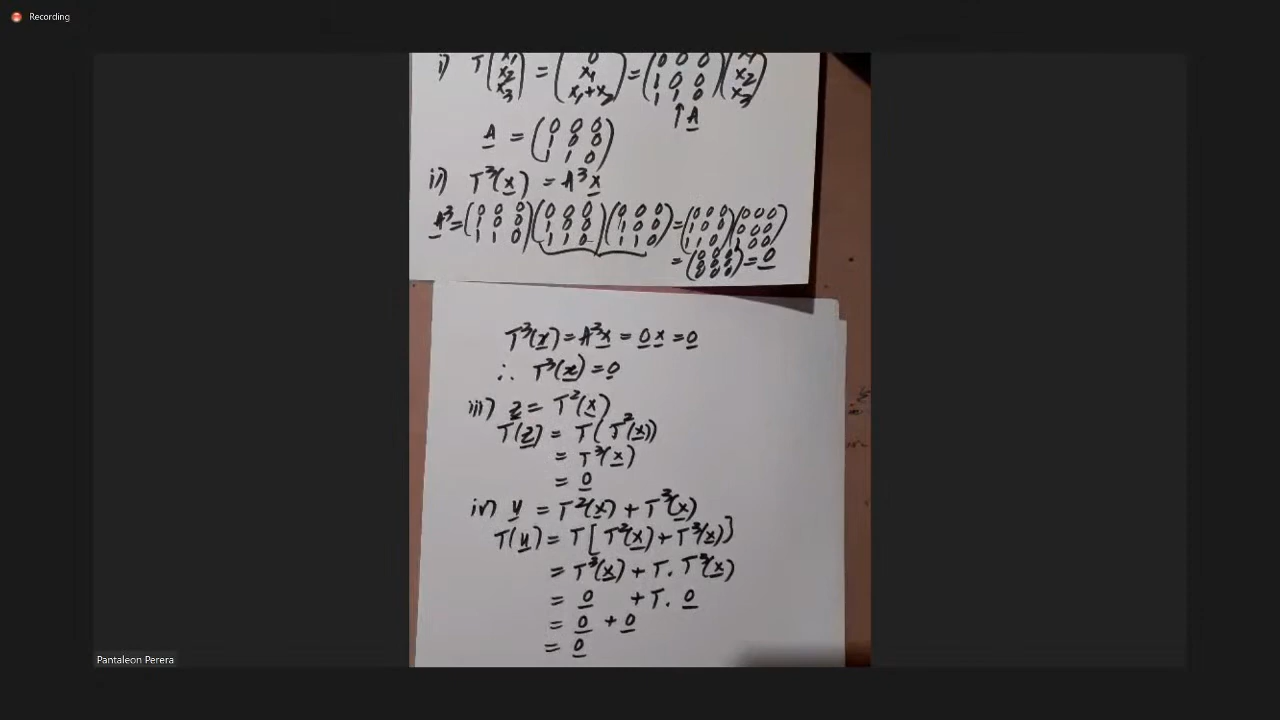 Recording
i) T(x₁ x₂ x₃) = (0 x₁ x₁+x₂) = (0 0 0 1 0 0 1 1 0)(x₁ x₂ x₃)
↑A
A = (0 0 0 1 0 0 1 1 0)
ii) T³(x) = A³x
A³ = (0 0 0 1 0 0 1 1 0)(0 0 0 1 0 0 1 1 0)(0 0 0 1 0 0 1 1 0) = (0 0 0 1 0 0 1 1 0)(0 0 0 0 0 0 1 0 0)
= (0 0 0 0 0 0 0 0 0) = 0
T³(x) = A³x = 0x = 0
∴ T³(x) = 0
iii) z = T²(x)
T(z) = T(T²(x))
= T³(x)
= 0
iv) u = T²(x) + T³(x)
T(u) = T[T²(x) + T³(x)]
= T³(x) + T. T³(x)
= 0 + T. 0
= 0 + 0
= 0
Pantaleon Perera